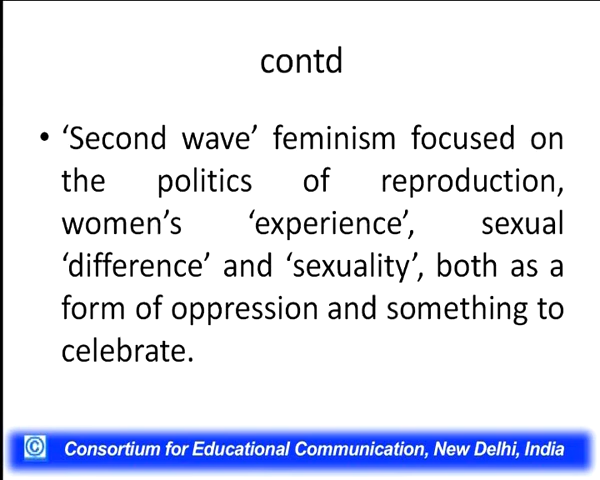 contd
• ‘Second wave’ feminism focused on
the politics of reproduction,
women’s ‘experience’, sexual
‘difference’ and ‘sexuality’, both as a
form of oppression and something to
celebrate.
© Consortium for Educational Communication, New Delhi, India